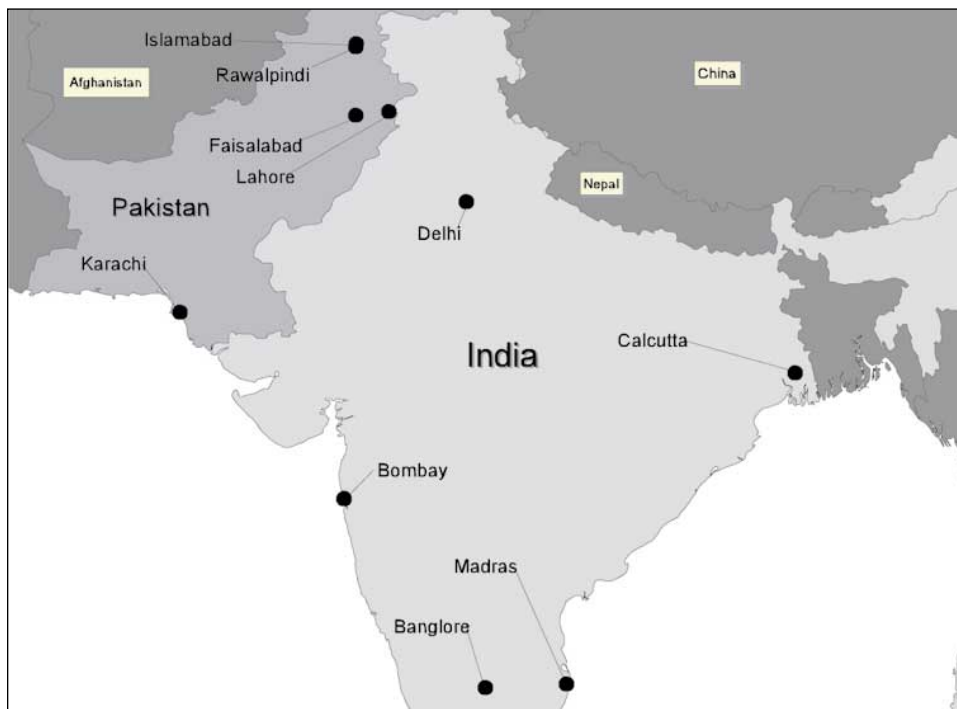 Islamabad
Rawalpindi
Afghanistan
China
Faisalabad
Lahore
Nepal
Pakistan
Delhi
Karachi
Calcutta
India
Bombay
Madras
Banglore